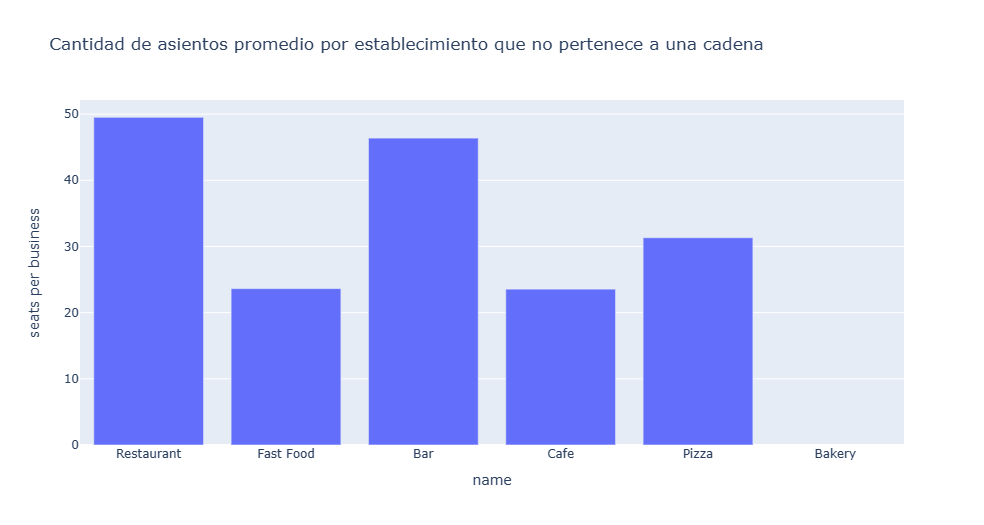 Cantidad de asientos promedio por establecimiento que no pertenece a una cadena
seats per business
50
40
30
20
10
0
Restaurant Fast Food Bar Cafe Pizza Bakery
name